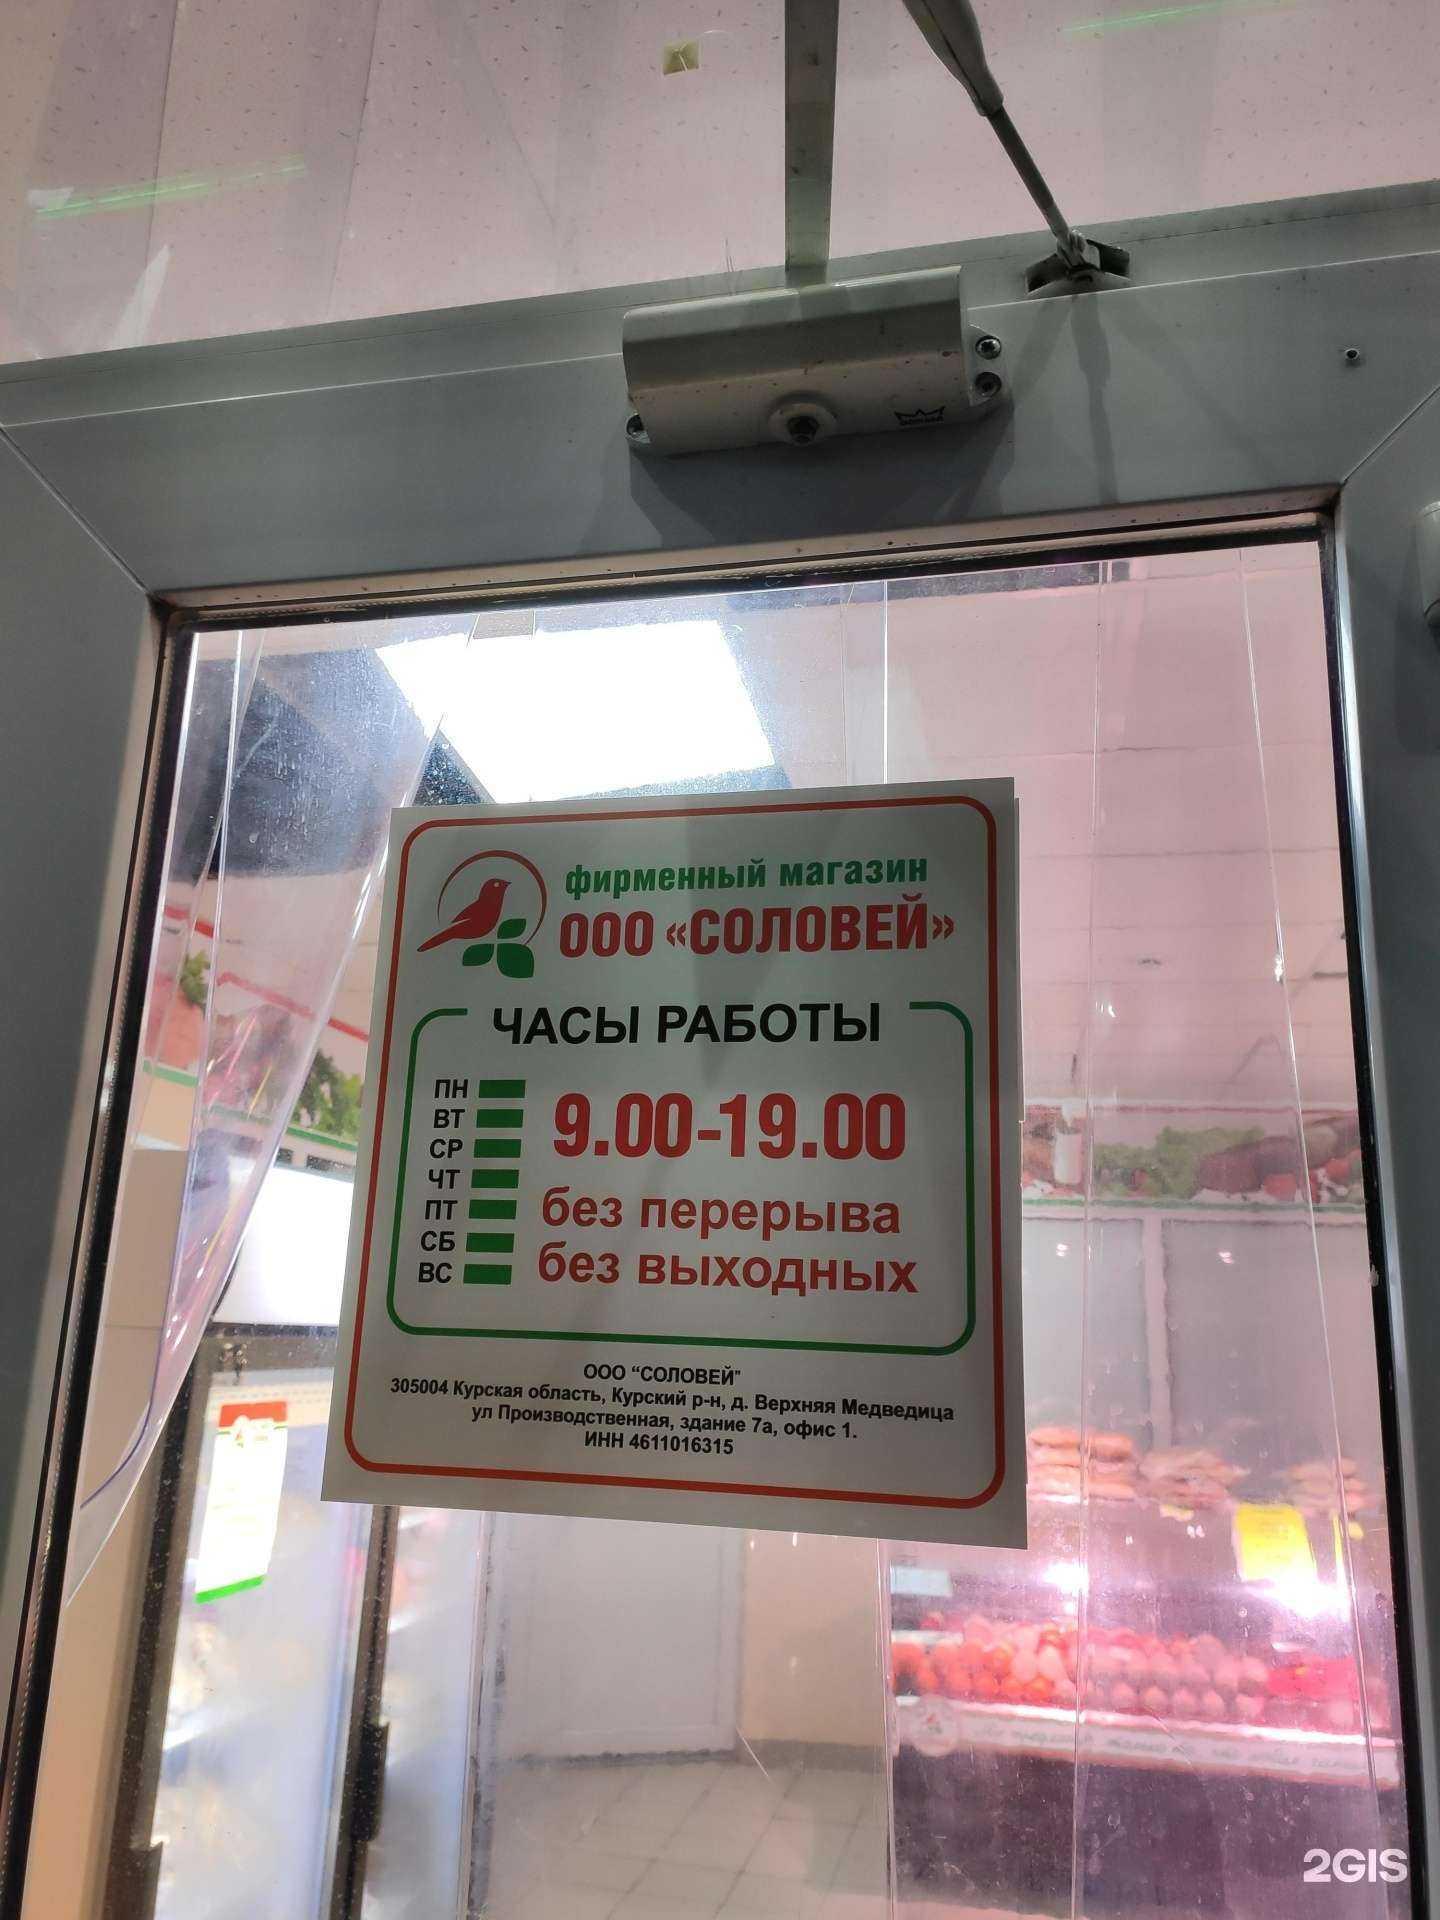 фирменный магазин
ООО «СОЛОВЕЙ»
ЧАСЫ РАБОТЫ
ПН
ВТ
СР
ЧТ
ПТ
СБ
ВС
9.00-19.00
без перерыва
без выходных
ООО “СОЛОВЕЙ”
305004 Курская область, Курский р-н, д. Верхняя Медведица
ул Производственная, здание 7а, офис 1.
ИНН 4611016315
2GIS